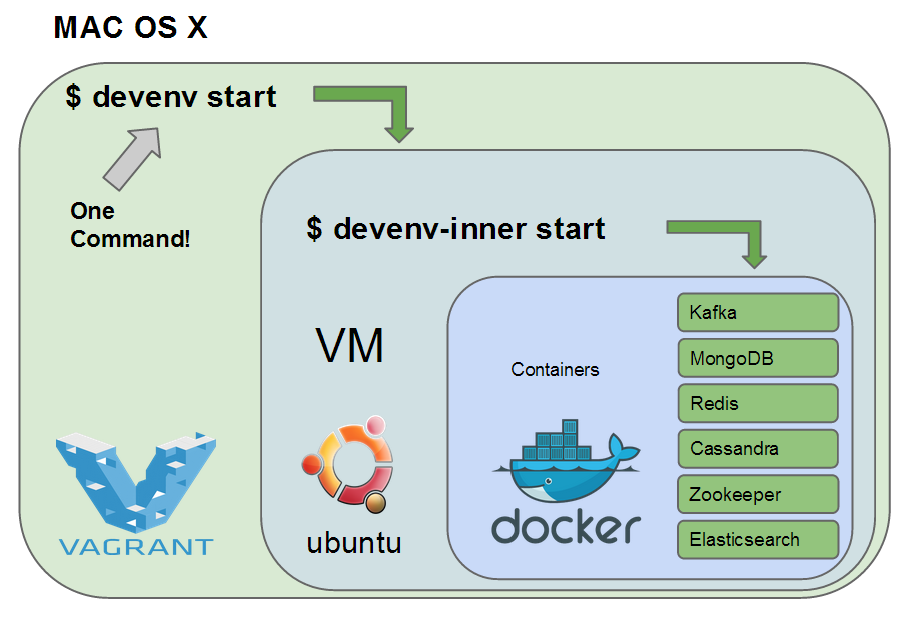 MAC OS X
$ devenv start
One
Command!
$ devenv-inner start
VM
Containers
Kafka
MongoDB
Redis
Cassandra
Zookeeper
Elasticsearch
VAGRANT
ubuntu
docker